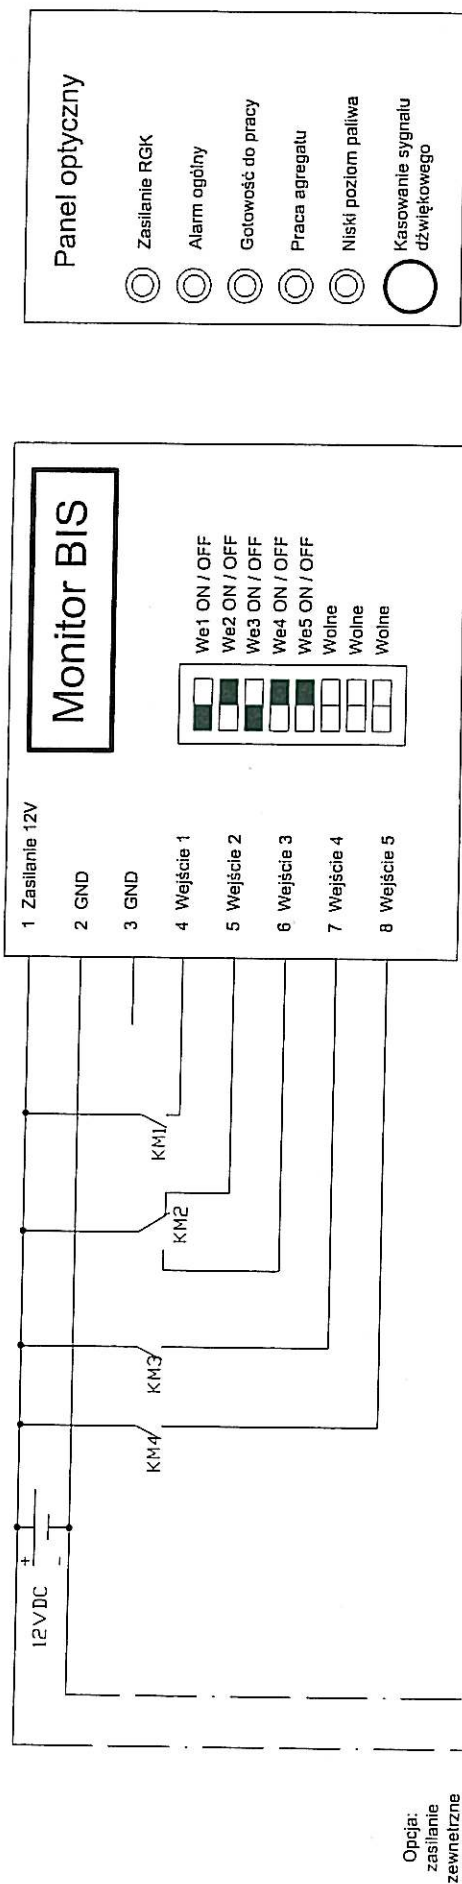 Panel optyczny
Zasilanie RGK
Alarm ogólny
Gotowość do pracy
Praca agregatu
Niski poziom paliwa
Kasowanie sygnału
dźwiękowego
Monitor BIS
We1 ON / OFF
We2 ON / OFF
We3 ON / OFF
We4 ON / OFF
We5 ON / OFF
Wolne
Wolne
Wolne
1 Zasilanie 12V
2 GND
3 GND
4 Wejście 1
5 Wejście 2
6 Wejście 3
7 Wejście 4
8 Wejście 5
KM1
KM2
KM3
KM4
+
-
12VDC
Opcja:
zasilanie
zewnetrzne